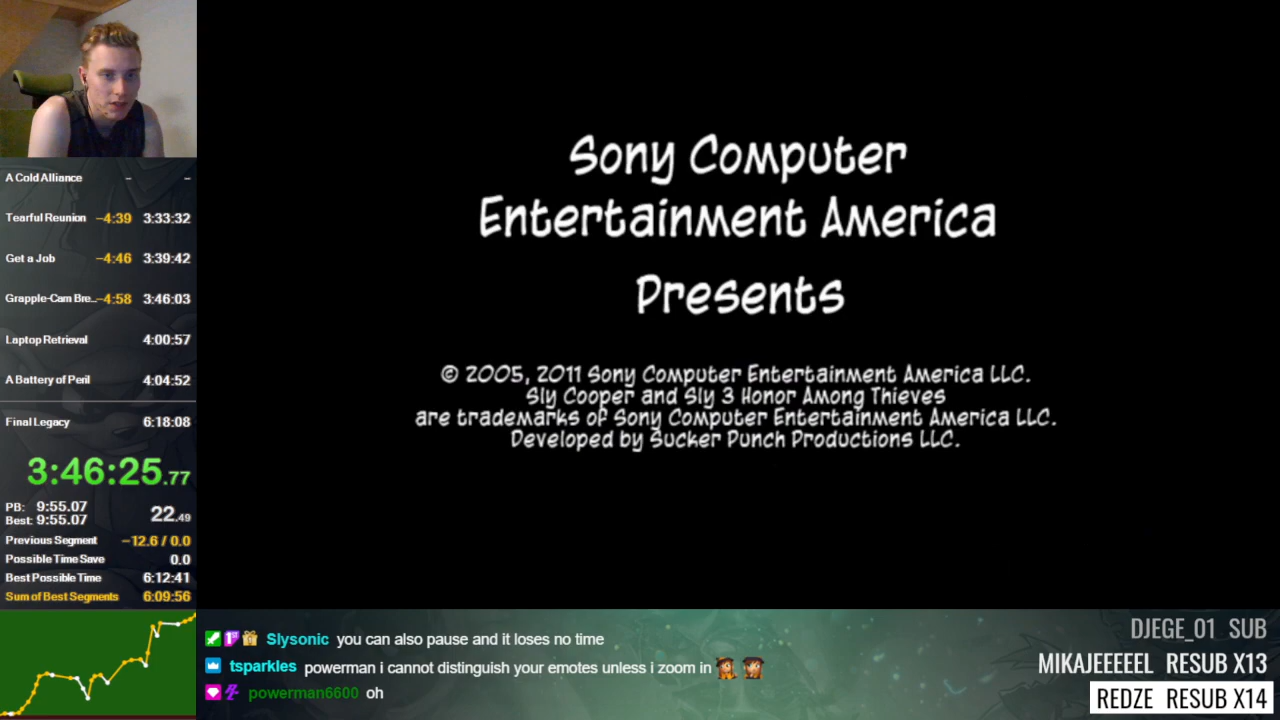 Sony Computer
Entertainment America
Presents
© 2005, 2011 Sony Computer Entertainment America LLC.
Sly Cooper and Sly 3 Honor Among Thieves
are trademarks of Sony Computer Entertainment America LLC.
Developed by Sucker Punch Productions LLC.
A Cold Alliance – –
Tearful Reunion −4:39 3:33:32
Get a Job −4:46 3:39:42
Grapple-Cam Bre... −4:58 3:46:03
Laptop Retrieval 4:00:57
A Battery of Peril 4:04:52
Final Legacy 6:18:08
3:46:25.77
PB: 9:55.07
Best: 9:55.07
22.49
Previous Segment −12.6 / 0.0
Possible Time Save 0.0
Best Possible Time 6:12:41
Sum of Best Segments 6:09:56
Slysonic you can also pause and it loses no time
tsparkles powerman i cannot distinguish your emotes unless i zoom in
powerman6600 oh
DJEGE_01 SUB
MIKAJEEEEEL RESUB X13
REDZE RESUB X14